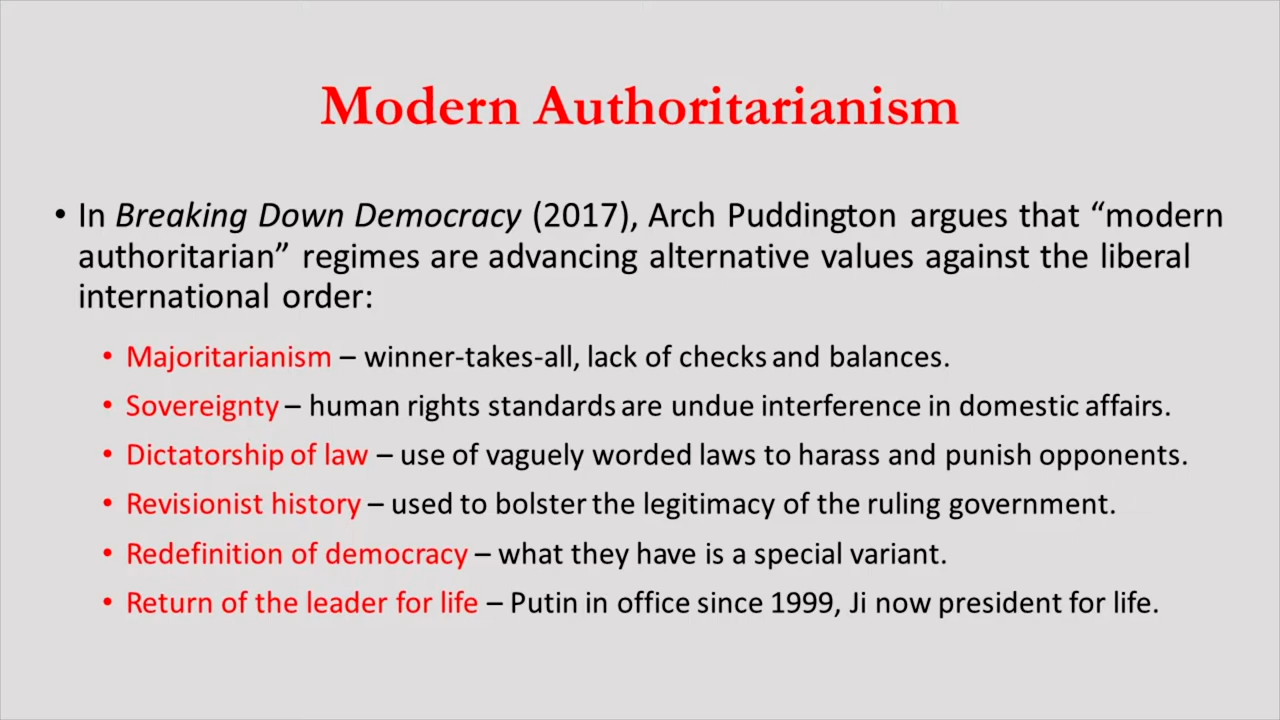 Modern Authoritarianism
• In Breaking Down Democracy (2017), Arch Puddington argues that “modern
authoritarian” regimes are advancing alternative values against the liberal
international order:
• Majoritarianism – winner-takes-all, lack of checks and balances.
• Sovereignty – human rights standards are undue interference in domestic affairs.
• Dictatorship of law – use of vaguely worded laws to harass and punish opponents.
• Revisionist history – used to bolster the legitimacy of the ruling government.
• Redefinition of democracy – what they have is a special variant.
• Return of the leader for life – Putin in office since 1999, Ji now president for life.